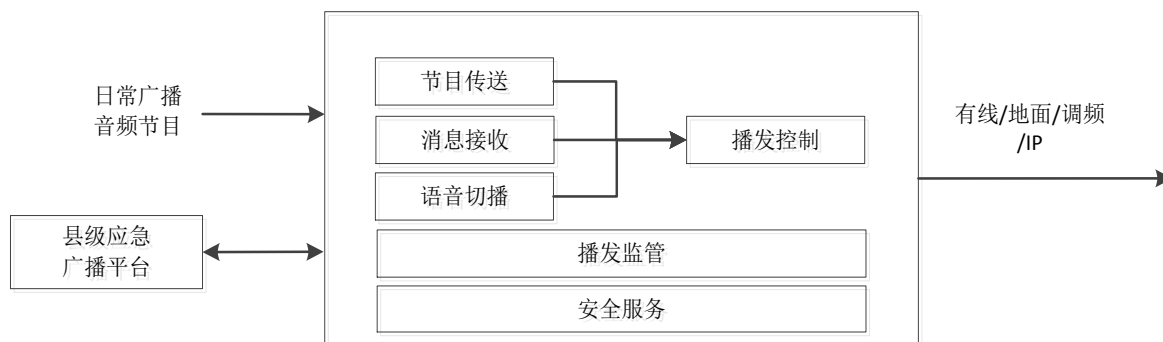 日常广播
音频节目
县级应急
广播平台
节目传送
消息接收
语音切播
播发控制
播发监管
安全服务
有线/地面/调频
/IP